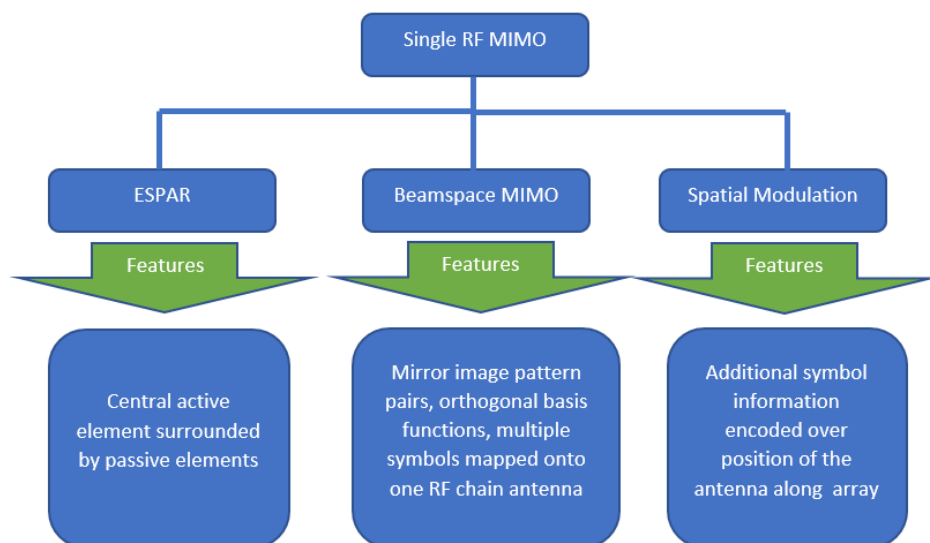 Single RF MIMO
ESPAR
Beamspace MIMO
Spatial Modulation
Features
Features
Features
Central active
element surrounded
by passive elements
Mirror image pattern
pairs, orthogonal basis
functions, multiple
symbols mapped onto
one RF chain antenna
Additional symbol
information
encoded over
position of the
antenna along array